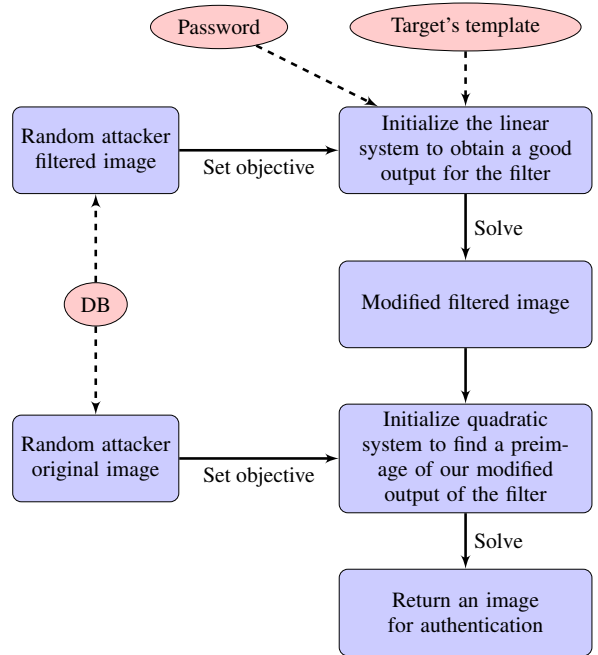 Password
Target's template
Random attacker
filtered image
Set objective
Initialize the linear
system to obtain a good
output for the filter
Solve
DB
Modified filtered image
Random attacker
original image
Set objective
Initialize quadratic
system to find a preim-
age of our modified
output of the filter
Solve
Return an image
for authentication